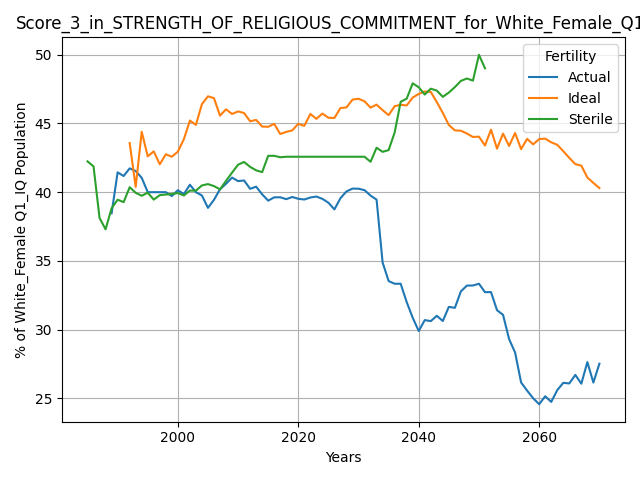 Score_3_in_STRENGTH_OF_RELIGIOUS_COMMITMENT_for_White_Female_Q1
Fertility
Actual
Ideal
Sterile
% of White_Female Q1_IQ Population
50
45
40
35
30
25
2000
2020
2040
2060
Years